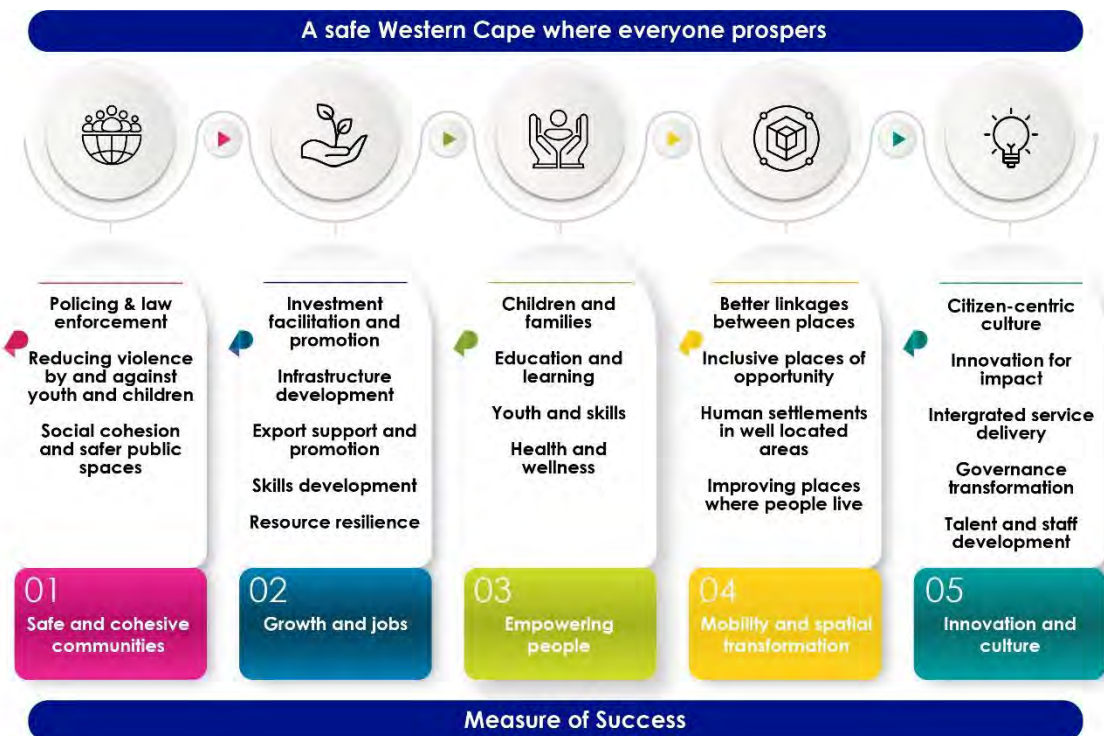 A safe Western Cape where everyone prospers
Policing & law
enforcement
Reducing violence
by and against
youth and children
Social cohesion
and safer public
spaces
01
Safe and cohesive
communities
Investment
facilitation and
promotion
Infrastructure
development
Export support and
promotion
Skills development
Resource resilience
02
Growth and jobs
Children and
families
Education and
learning
Youth and skills
Health and
wellness
03
Empowering
people
Better linkages
between places
Inclusive places of
opportunity
Human settlements
in well located
areas
Improving places
where people live
04
Mobility and spatial
transformation
Citizen-centric
culture
Innovation for
impact
Intergrated service
delivery
Governance
transformation
Talent and staff
development
05
Innovation and
culture
Measure of Success